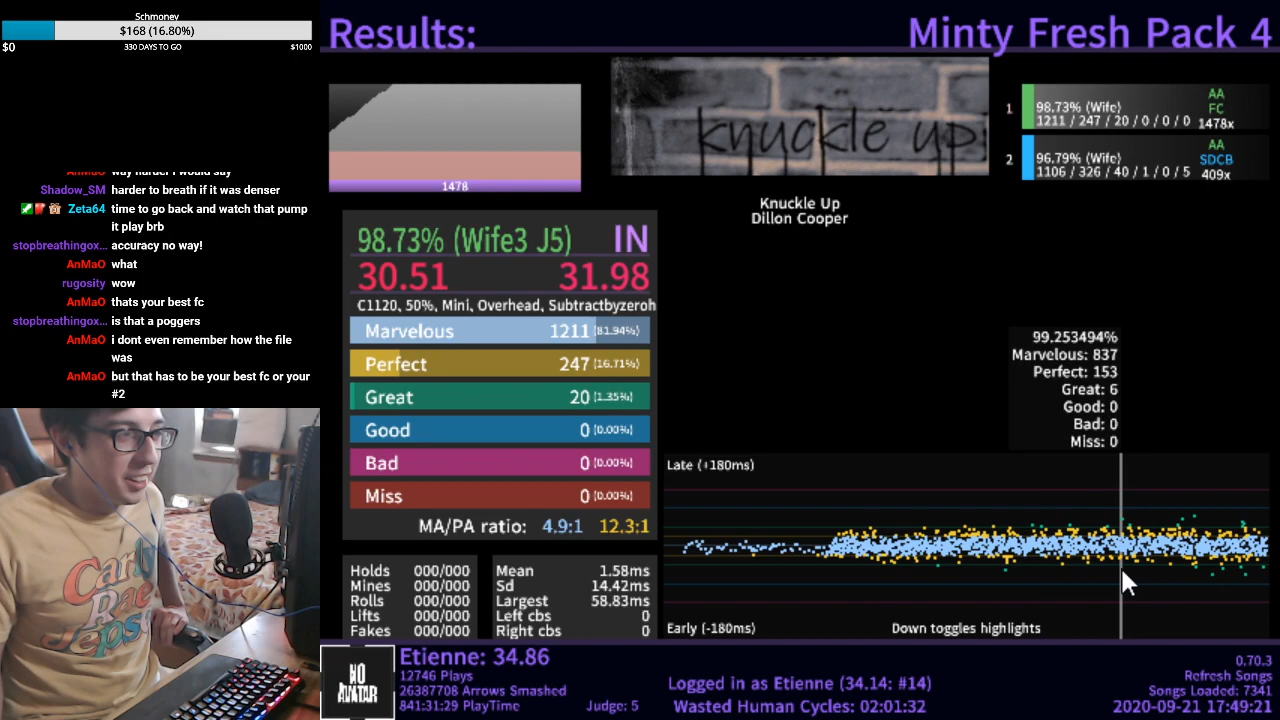 Schmoney
$168 (16.80%)
$0
330 DAYS TO GO
$1000
AnMaO way harder i would say
Shadow_SM harder to breath if it was denser
Zeta64 time to go back and watch that pump
it play brb
stopbreathingox... accuracy no way!
AnMaO what
rugosity wow
AnMaO thats your best fc
stopbreathingox... is that a poggers
AnMaO i dont even remember how the file
was
AnMaO but that has to be your best fc or your
#2
Results:
Minty Fresh Pack 4
1478
knuckle up
1 98.73% (Wife) AA
FC
1211 / 247 / 20 / 0 / 0 / 0 1478x
2 96.79% (Wife) AA
SDCB
1106 / 326 / 40 / 1 / 0 / 5 409x
Knuckle Up
Dillon Cooper
98.73% (Wife3 J5) IN
30.51 31.98
C1120, 50%, Mini, Overhead, Subtractbyzeroh
Marvelous 1211 (81.94%)
Perfect 247 (16.71%)
Great 20 (1.35%)
Good 0 (0.00%)
Bad 0 (0.00%)
Miss 0 (0.00%)
MA/PA ratio: 4.9:1 12.3:1
Holds 000/000
Mines 000/000
Rolls 000/000
Lifts 000/000
Fakes 000/000
Mean 1.58ms
Sd 14.42ms
Largest 58.83ms
Left cbs 0
Right cbs 0
99.253494%
Marvelous: 837
Perfect: 153
Great: 6
Good: 0
Bad: 0
Miss: 0
Late (+180ms)
Early (-180ms)
Down toggles highlights
Carly
Rae
Jepsen
NO
AVATAR
Etienne: 34.86
12746 Plays
26387708 Arrows Smashed
841:31:29 PlayTime
Judge: 5
Logged in as Etienne (34.14: #14)
Wasted Human Cycles: 02:01:32
0.70.3
Refresh Songs
Songs Loaded: 7341
2020-09-21 17:49:21